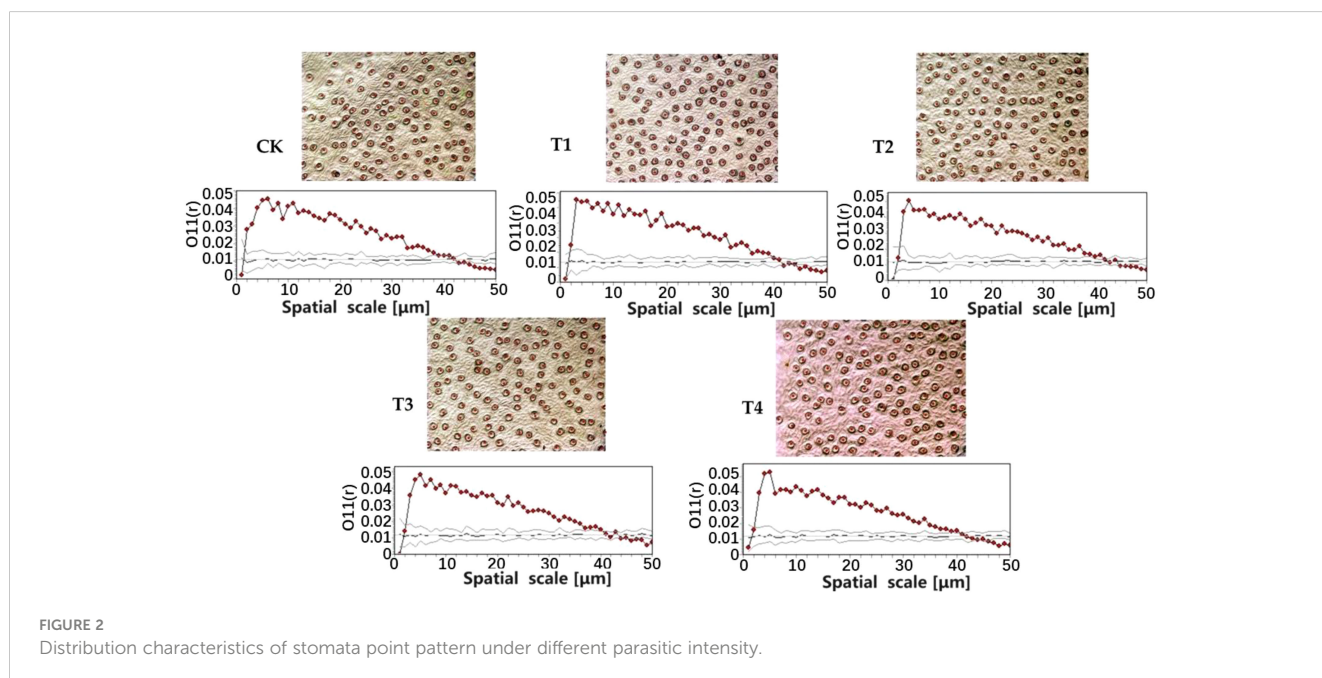 CK
T1
T2
0.05
0.04
0.03
0.02
0.01
0
O11(r)
0 10 20 30 40 50
Spatial scale [μm]
0.05
0.04
0.03
0.02
0.01
0
O11(r)
0 10 20 30 40 50
Spatial scale [μm]
0.05
0.04
0.03
0.02
0.01
0
O11(r)
0 10 20 30 40 50
Spatial scale [μm]
T3
T4
0.05
0.04
0.03
0.02
0.01
0
O11(r)
0 10 20 30 40 50
Spatial scale [μm]
0.05
0.04
0.03
0.02
0.01
0
O11(r)
0 10 20 30 40 50
Spatial scale [μm]
FIGURE 2
Distribution characteristics of stomata point pattern under different parasitic intensity.